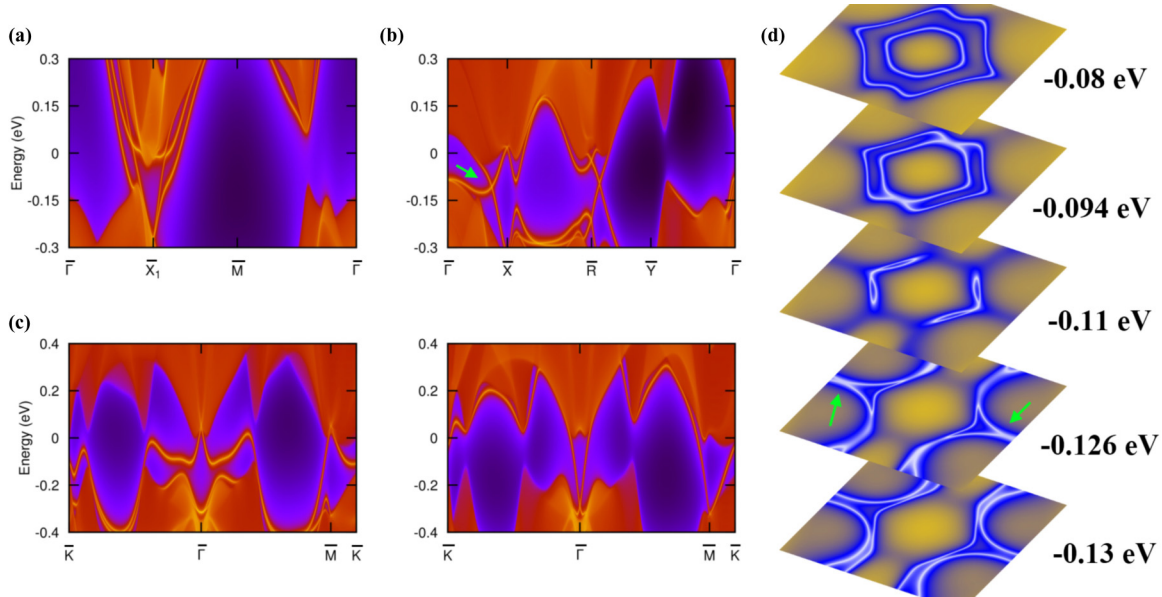 (a)
0.3
0.15
0
-0.15
-0.3
Energy (eV)
Γ̅ X̅₁ M̅ Γ̅
(b)
0.3
0.15
0
-0.15
-0.3
Γ̅ X̅ R̅ Y̅ Γ̅
(c)
0.4
0.2
0
-0.2
-0.4
Energy (eV)
K̅ Γ̅ M̅ K̅
0.4
0.2
0
-0.2
-0.4
K̅ Γ̅ M̅ K̅
(d)
-0.08 eV
-0.094 eV
-0.11 eV
-0.126 eV
-0.13 eV